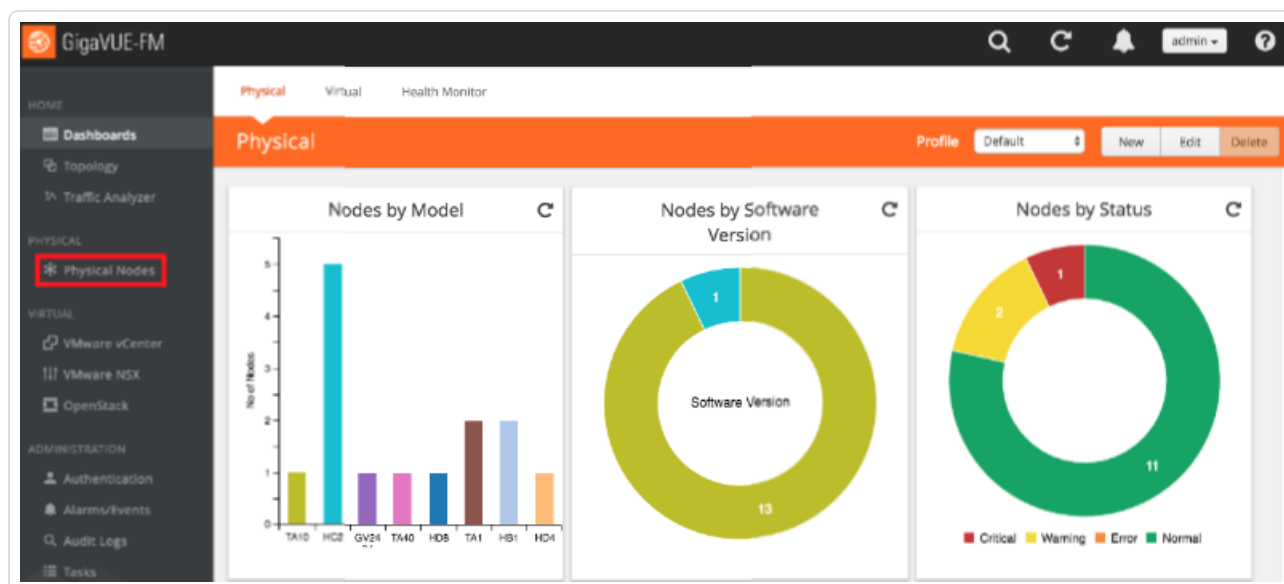 GigaVUE-FM
admin
HOME
Dashboards
Topology
Traffic Analyzer
PHYSICAL
Physical Nodes
VIRTUAL
VMware vCenter
VMware NSX
OpenStack
ADMINISTRATION
Authentication
Alarms/Events
Audit Logs
Tasks
Physical Virtual Health Monitor
Physical
Profile Default New Edit Delete
Nodes by Model
No of Nodes
5
4
3
2
1
0
TA10 HC2 GV24 TA40 HD8 TA1 HB1 HD4
Nodes by Software
Version
1
Software Version
13
Nodes by Status
1
2
11
Critical Warning Error Normal